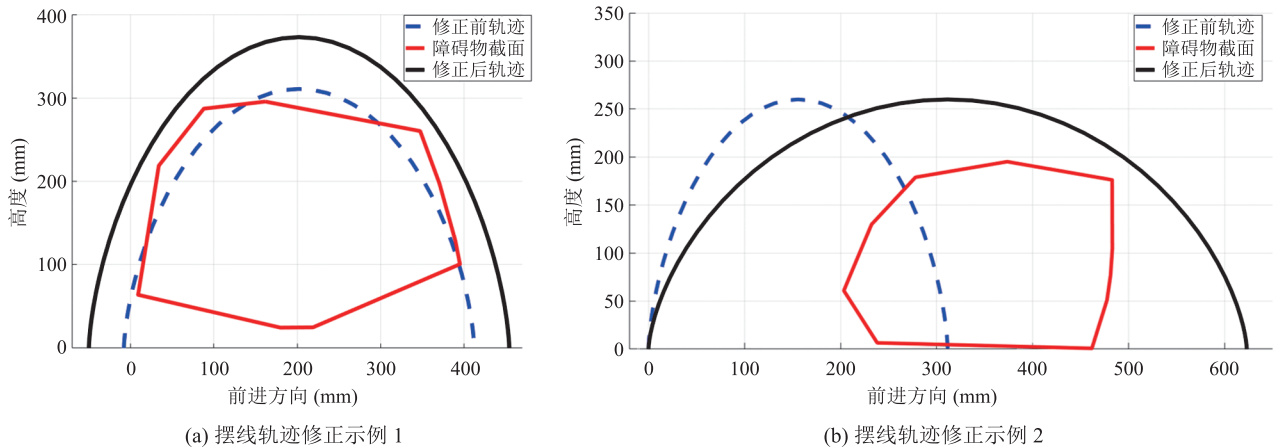 400
300
200
100
0
高度 (mm)
修正前轨迹
障碍物截面
修正后轨迹
0 100 200 300 400
前进方向 (mm)
(a) 摆线轨迹修正示例 1
350
300
250
200
150
100
50
0
高度 (mm)
修正前轨迹
障碍物截面
修正后轨迹
0 100 200 300 400 500 600
前进方向 (mm)
(b) 摆线轨迹修正示例 2